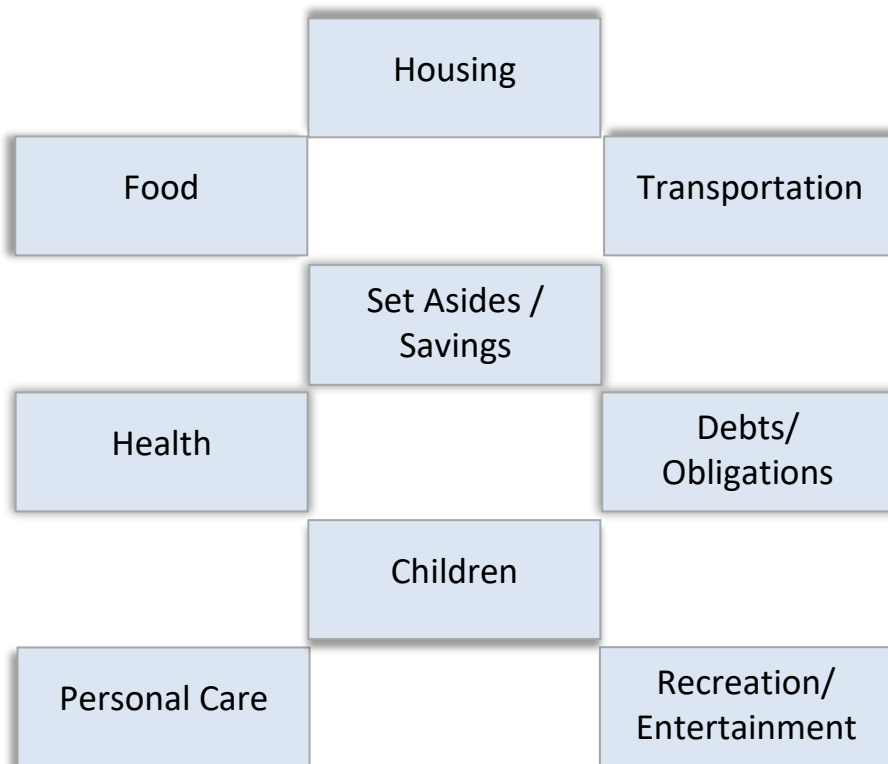 Housing
Food
Transportation
Set Asides /
Savings
Health
Debts/
Obligations
Children
Personal Care
Recreation/
Entertainment